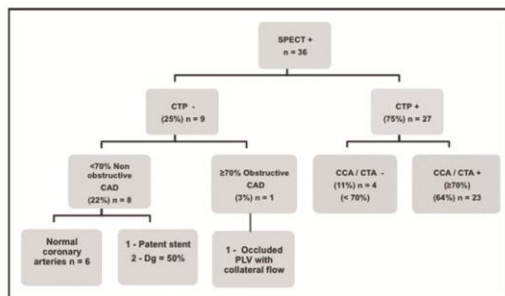 SPECT +
n = 36
CTP -
(25%) n = 9
CTP +
(75%) n = 27
<70% Non
obstructive
CAD
(22%) n = 8
≥70% Obstructive
CAD
(3%) n = 1
CCA / CTA -
(11%) n = 4
(< 70%)
CCA / CTA +
(≥70%)
(64%) n = 23
Normal
coronary
arteries n = 6
1 - Patent stent
2 - Dg = 50%
1 - Occluded
PLV with
collateral flow